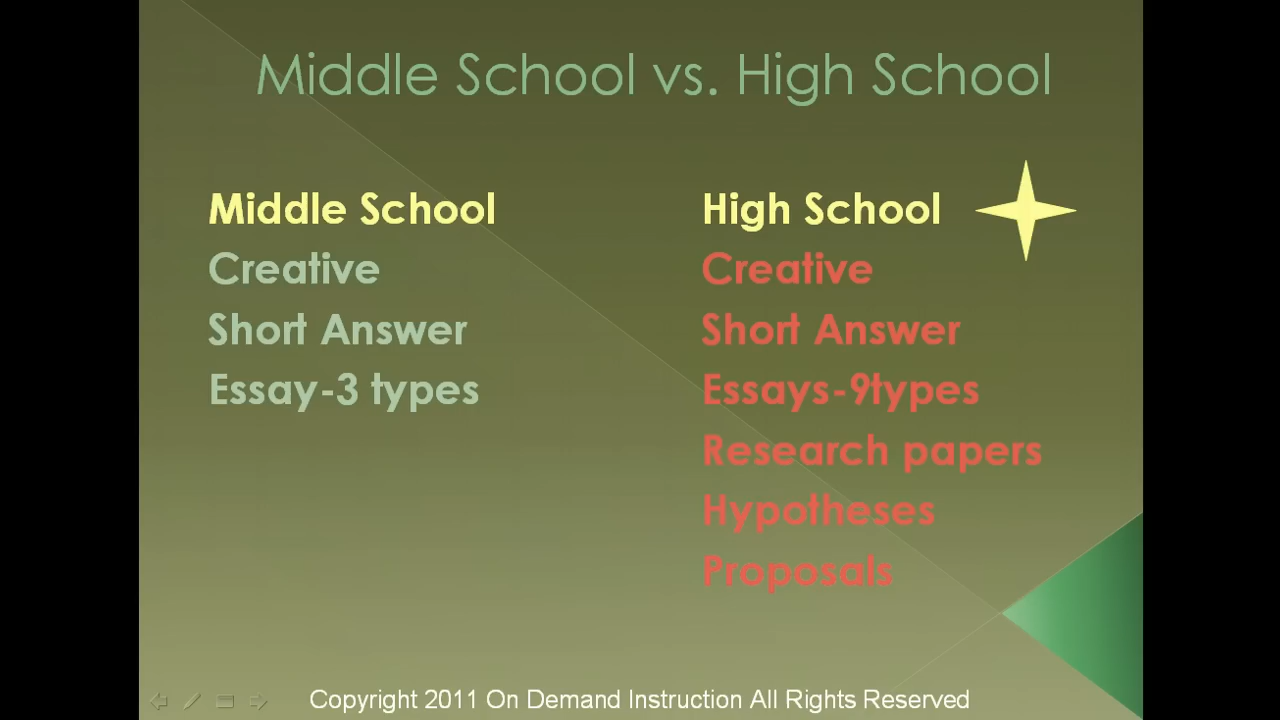 Middle School vs. High School
Middle School
Creative
Short Answer
Essay-3 types
High School
Creative
Short Answer
Essays-9types
Research papers
Hypotheses
Proposals
Copyright 2011 On Demand Instruction All Rights Reserved